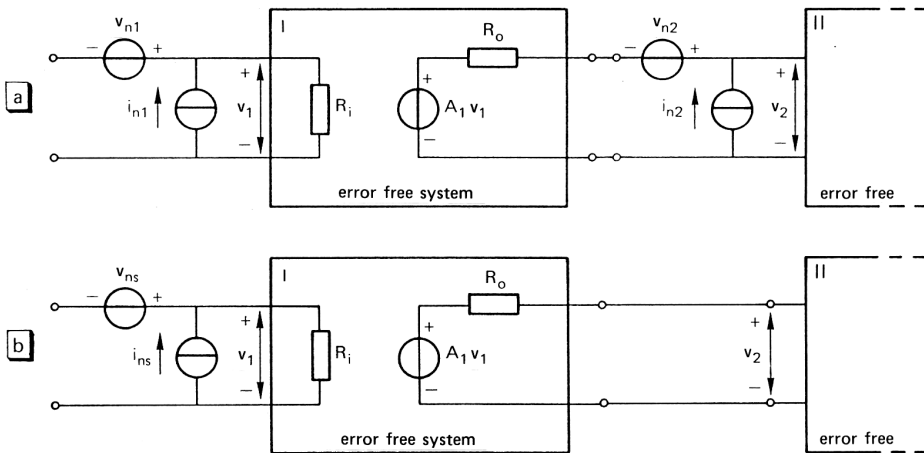 a
v_n1
− +
i_n1
+
v_1
−
I
R_i
+
A_1 v_1
−
R_o
error free system
v_n2
− +
i_n2
+
v_2
−
II
error free
b
v_ns
− +
i_ns
+
v_1
−
I
R_i
+
A_1 v_1
−
R_o
error free system
+
v_2
−
II
error free